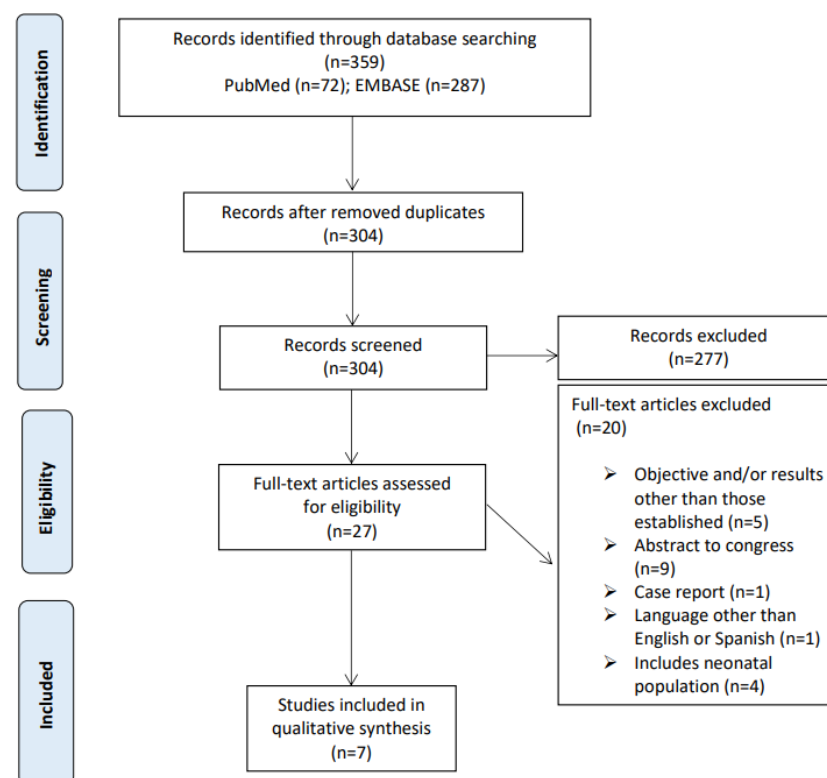 Identification
Records identified through database searching
(n=359)
PubMed (n=72); EMBASE (n=287)
Records after removed duplicates
(n=304)
Screening
Records screened
(n=304)
Records excluded
(n=277)
Eligibility
Full-text articles assessed
for eligibility
(n=27)
Full-text articles excluded
(n=20)
➢ Objective and/or results
other than those
established (n=5)
➢ Abstract to congress
(n=9)
➢ Case report (n=1)
➢ Language other than
English or Spanish (n=1)
➢ Includes neonatal
population (n=4)
Included
Studies included in
qualitative synthesis
(n=7)